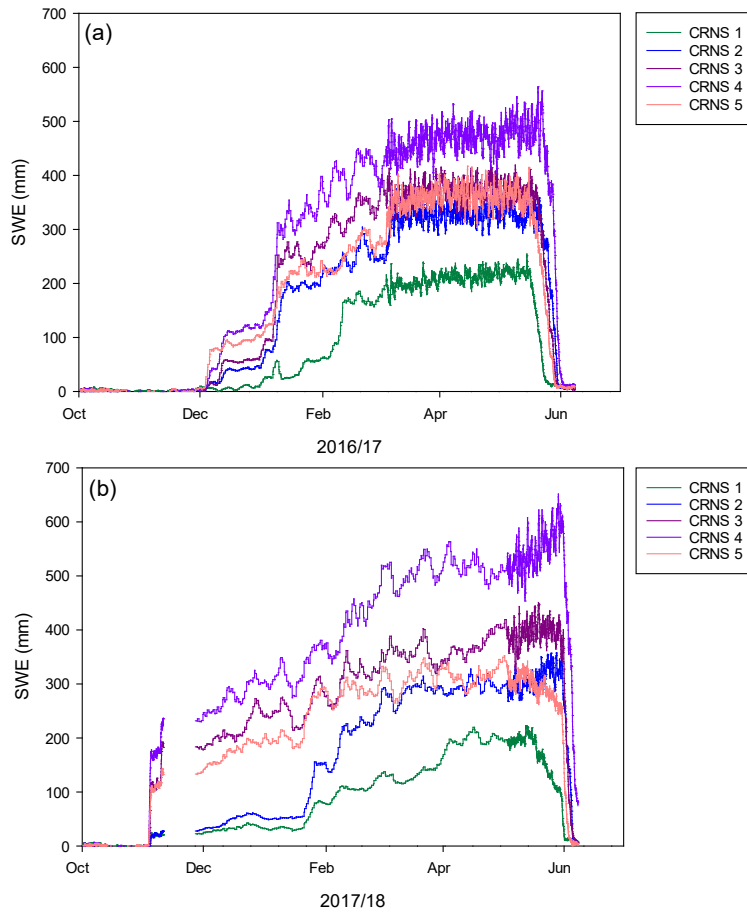 (a)
700
600
500
400
300
200
100
0
SWE (mm)
Oct Dec Feb Apr Jun
2016/17
CRNS 1
CRNS 2
CRNS 3
CRNS 4
CRNS 5
(b)
700
600
500
400
300
200
100
0
SWE (mm)
Oct Dec Feb Apr Jun
2017/18
CRNS 1
CRNS 2
CRNS 3
CRNS 4
CRNS 5